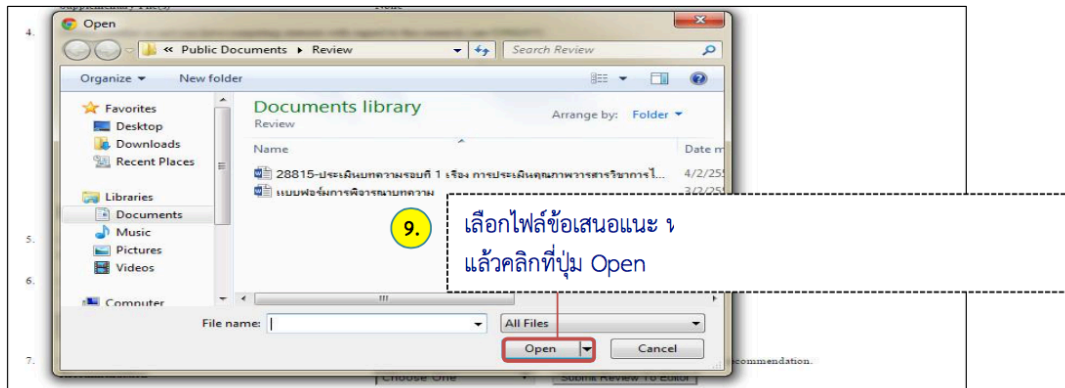 Supplementary File(s) None
4.
Open
« Public Documents ▸ Review
Search Review
Organize New folder
Favorites
Desktop
Downloads
Recent Places
Libraries
Documents
Music
Pictures
Videos
Computer
Documents library
Review
Arrange by: Folder
Name Date m
28815-ประเมินบทความรอบที่ 1 เรื่อง การประเมินคุณภาพวารสารวิชาการไ... 4/2/255
แบบฟอร์มการพิจารณาบทความ 3/2/255
9.
เลือกไฟล์ข้อเสนอแนะ
แล้วคลิกที่ปุ่ม Open
5.
6.
File name: All Files
Open Cancel
7.
commendation.
Choose One Submit Review To Editor